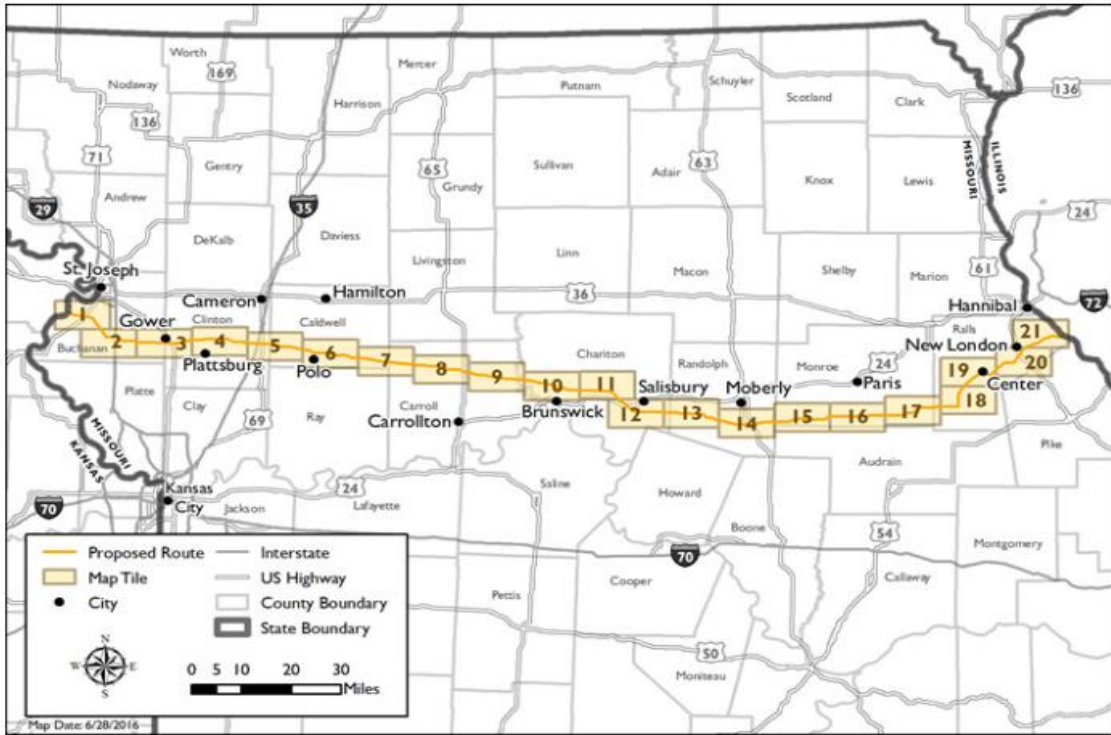 Worth
Mercer
169
Nodaway
Harrison
Putnam
Schuyler
Scotland
Clark
136
136
71
Gentry
65
63
Andrew
Sullivan
Adair
Knox
Lewis
MISSOURI
ILLINOIS
Grundy
29
35
24
DeKalb
Daviess
Livingston
Linn
Macon
Shelby
Marion
61
St. Joseph
Cameron
Hamilton
36
Hannibal
72
1
Gower
Clinton
Caldwell
Ralls
21
2
3
4
5
New London
Buchanan
Plattsburg
6
7
Chariton
Randolph
Monroe
24
20
Polo
8
9
Paris
19
Center
Platte
10
11
Salisbury
Moberly
18
Clay
Ray
Carroll
Brunswick
12
13
14
15
16
17
69
Carrollton
MISSOURI
KANSAS
Audrain
Pike
Kansas
City
24
Saline
Howard
70
Jackson
Lafayette
Boone
54
Montgomery
70
Cooper
Callaway
Pettis
50
Moniteau
Proposed Route
Interstate
Map Tile
US Highway
City
County Boundary
State Boundary
N
W E
S
0 5 10 20 30
Miles
Map Date: 6/28/2016